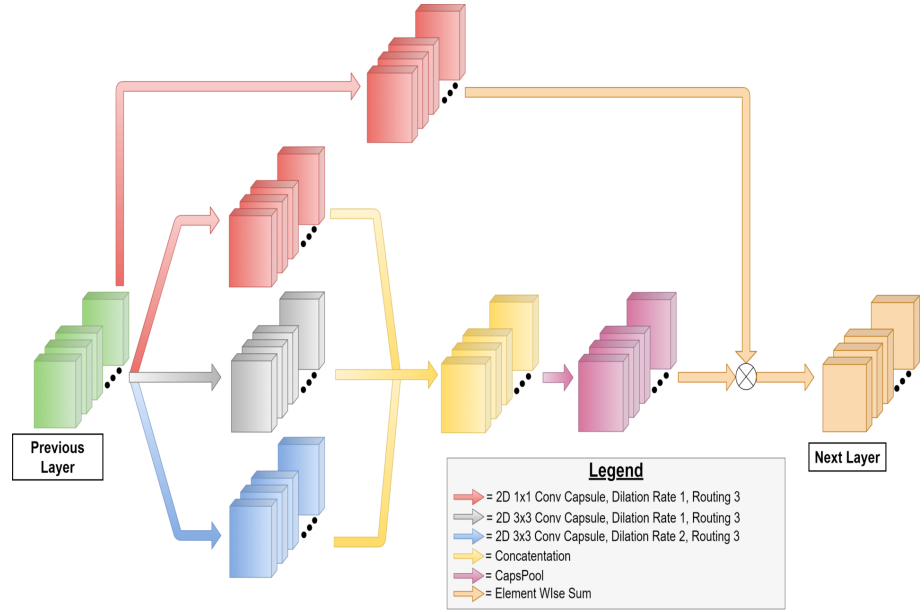 Previous
Layer
Next Layer
Legend
= 2D 1x1 Conv Capsule, Dilation Rate 1, Routing 3
= 2D 3x3 Conv Capsule, Dilation Rate 1, Routing 3
= 2D 3x3 Conv Capsule, Dilation Rate 2, Routing 3
= Concatentation
= CapsPool
= Element WIse Sum